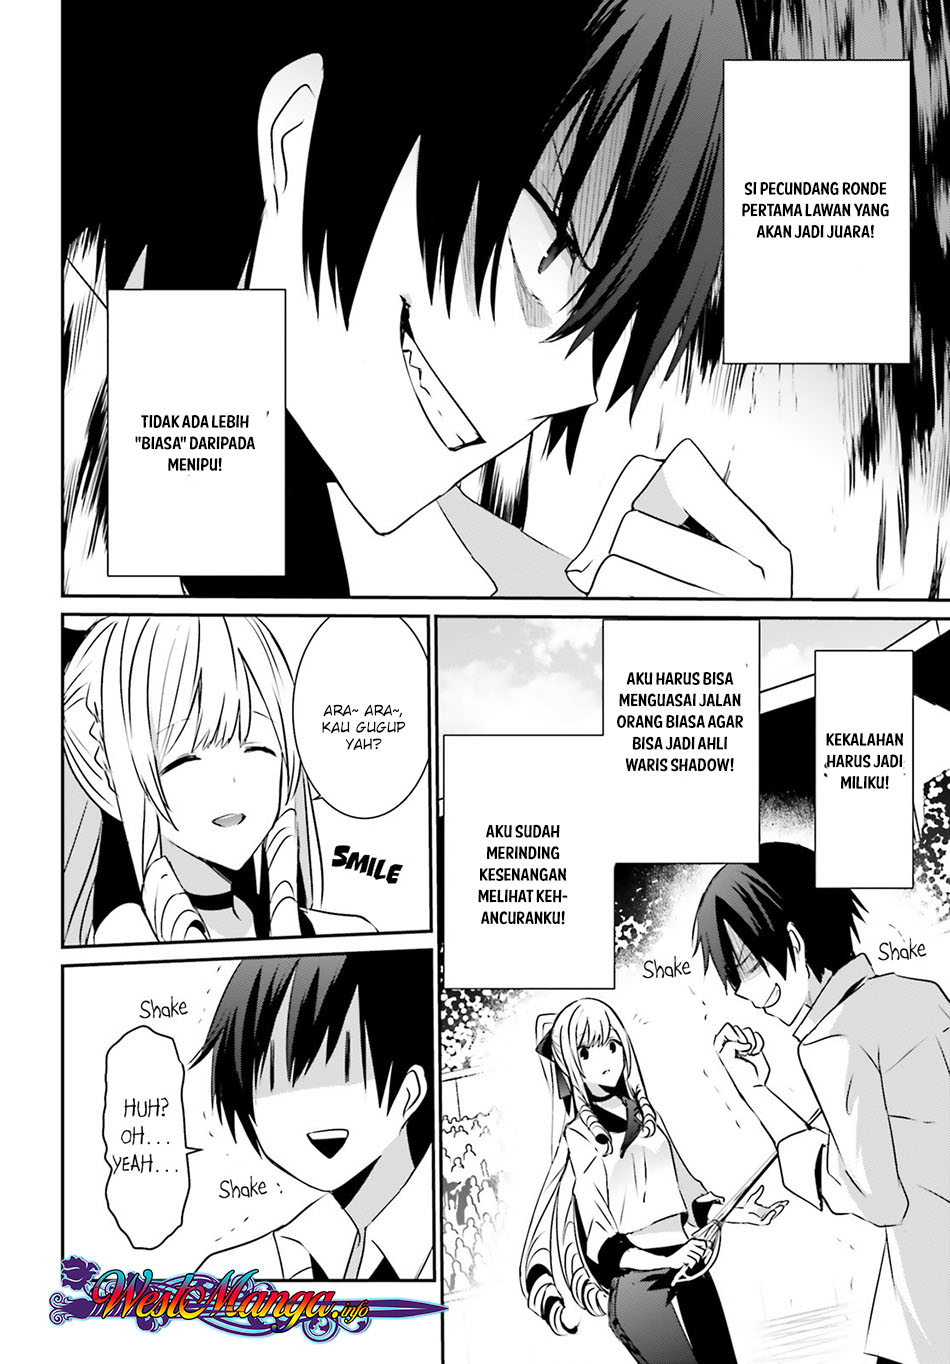 SI PECUNDANG RONDE
PERTAMA LAWAN YANG
AKAN JADI JUARA!
TIDAK ADA LEBIH
"BIASA" DARIPADA
MENIPU!
KEKALAHAN
HARUS JADI
MILIKU!
AKU HARUS BISA
MENGUASAI JALAN
ORANG BIASA AGAR
BISA JADI AHLI
WARIS SHADOW!
AKU SUDAH
MERINDING
KESENANGAN
MELIHAT KEH-
ANCURANKU!
Shake
Shake
ARA~ ARA~,
KAU GUGUP
YAH?
SMILE
Shake
HUH?
OH...
YEAH...
Shake
WestManga.info